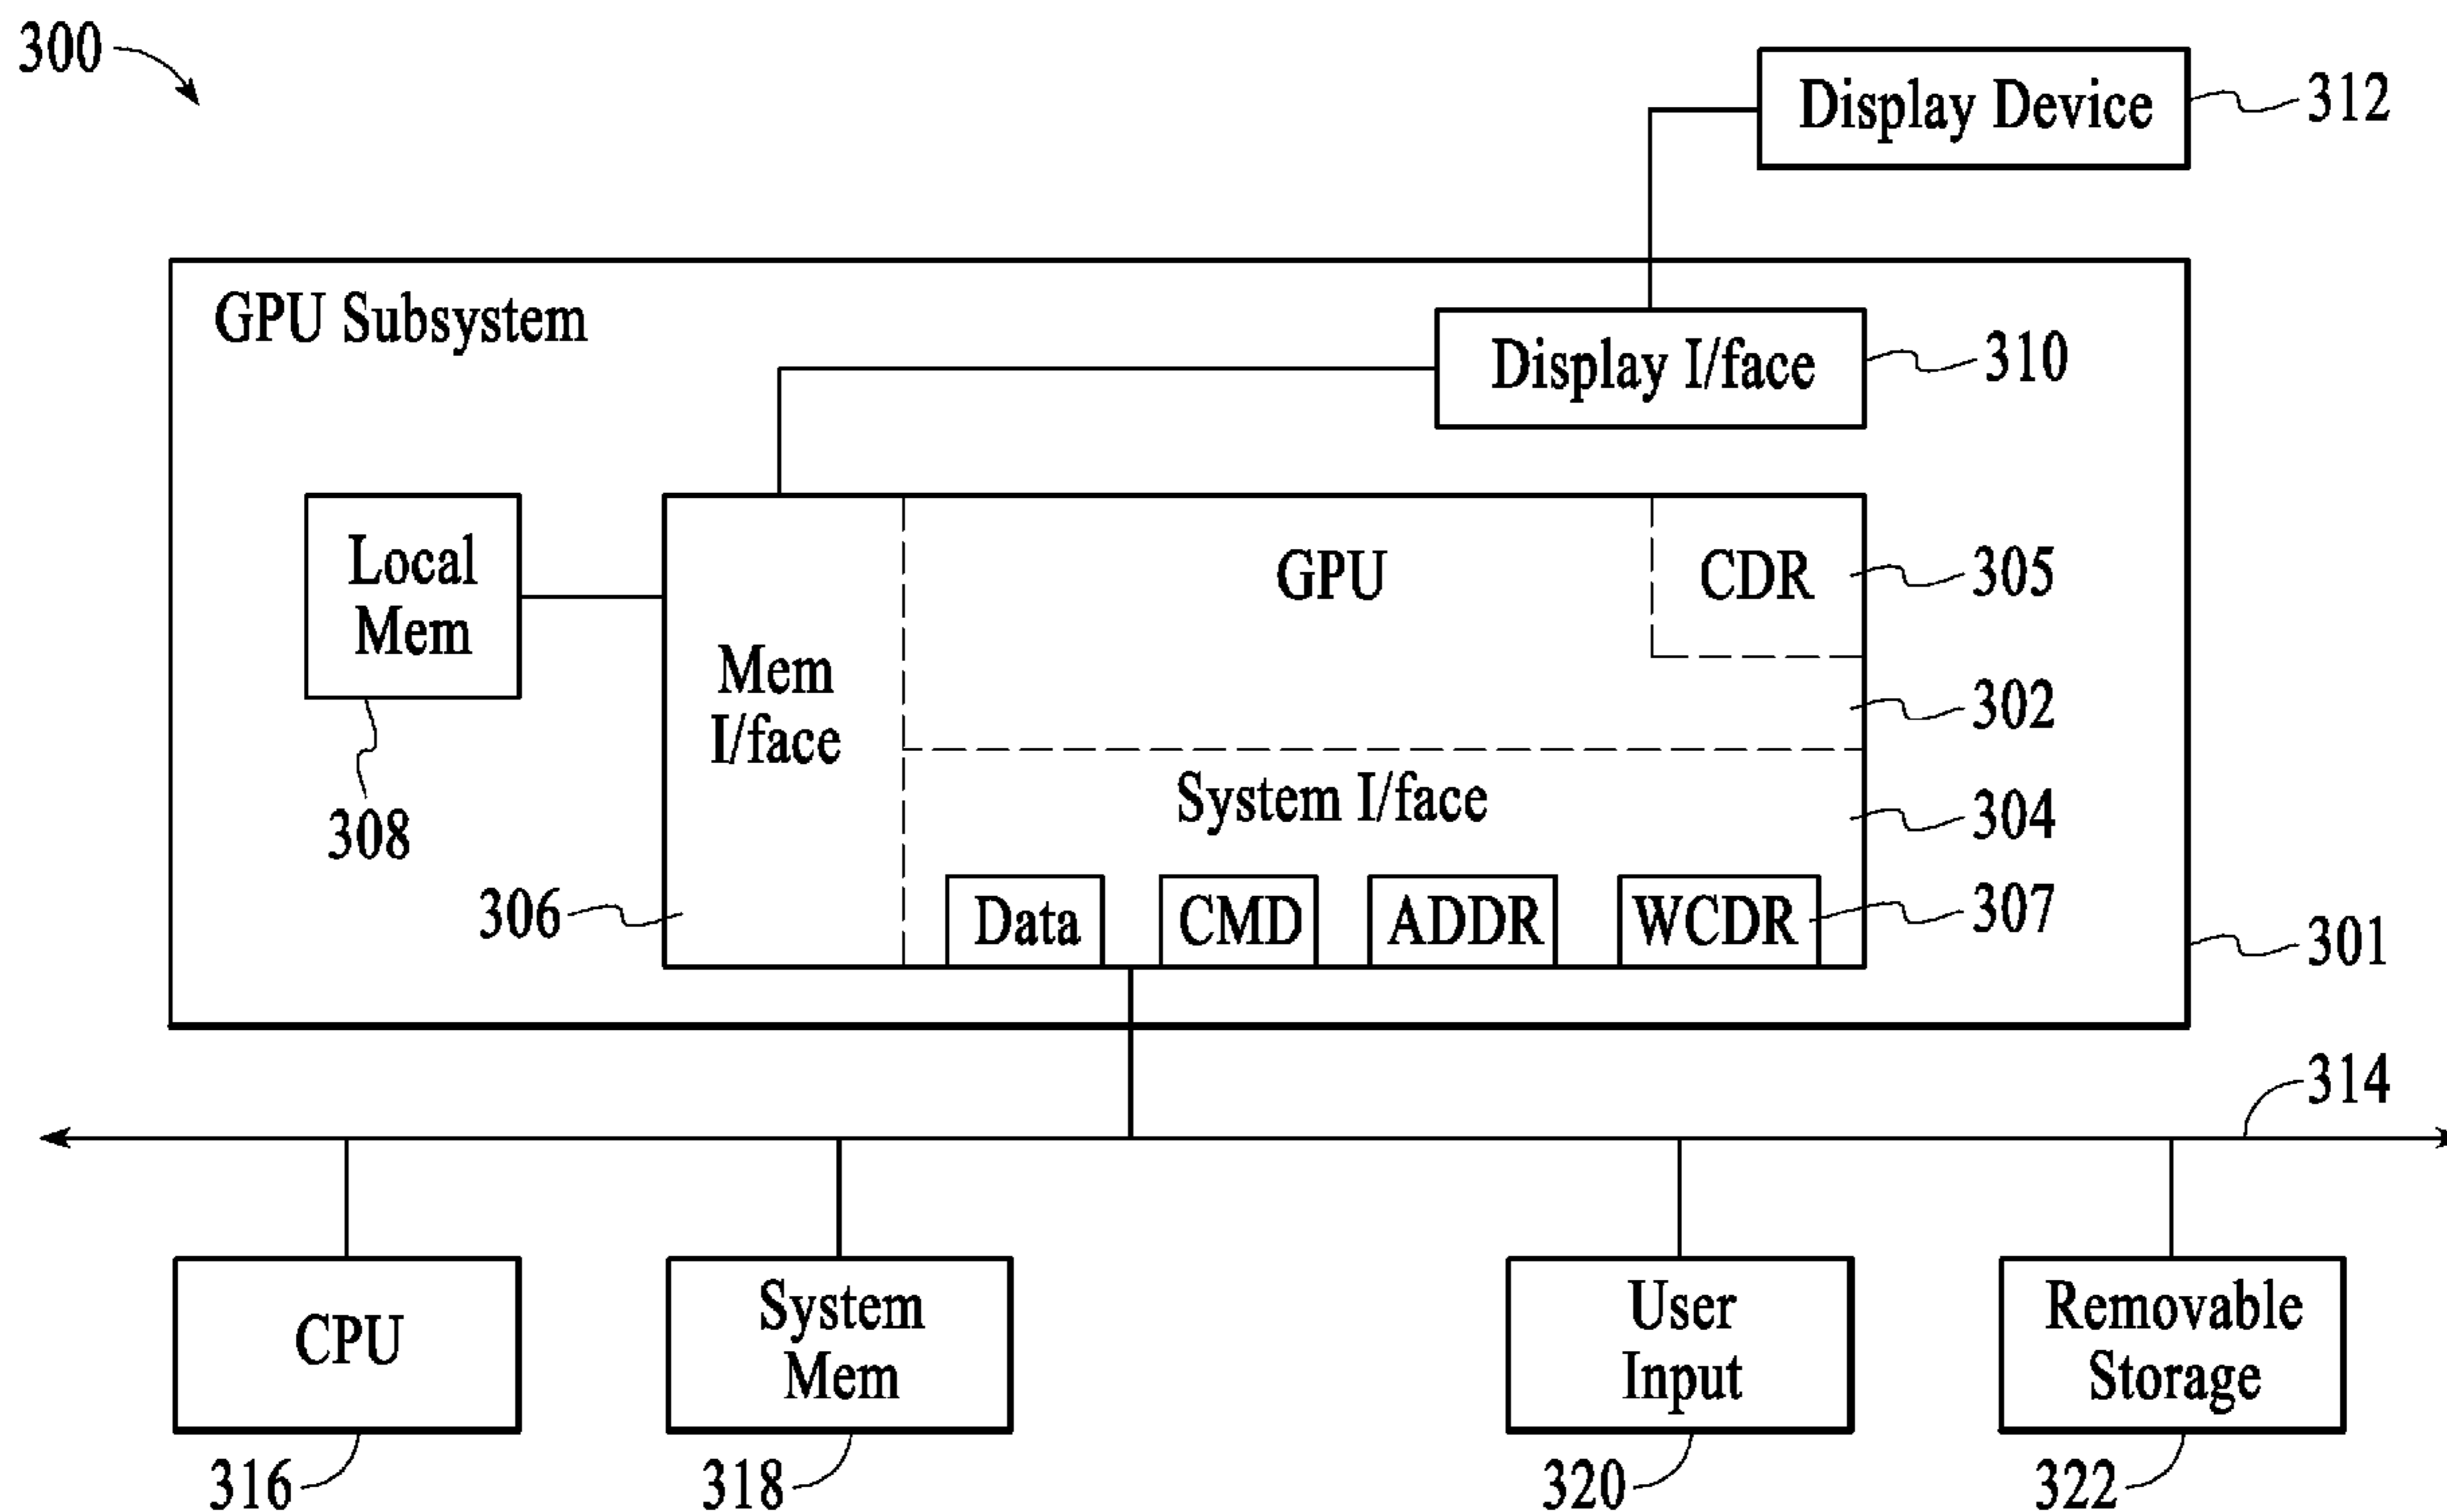 300
Display Device
312
GPU Subsystem
Display I/face
310
Local
Mem
308
GPU
CDR
305
Mem
I/face
302
System I/face
304
306
Data
CMD
ADDR
WCDR
307
301
314
CPU
316
System
Mem
318
User
Input
320
Removable
Storage
322